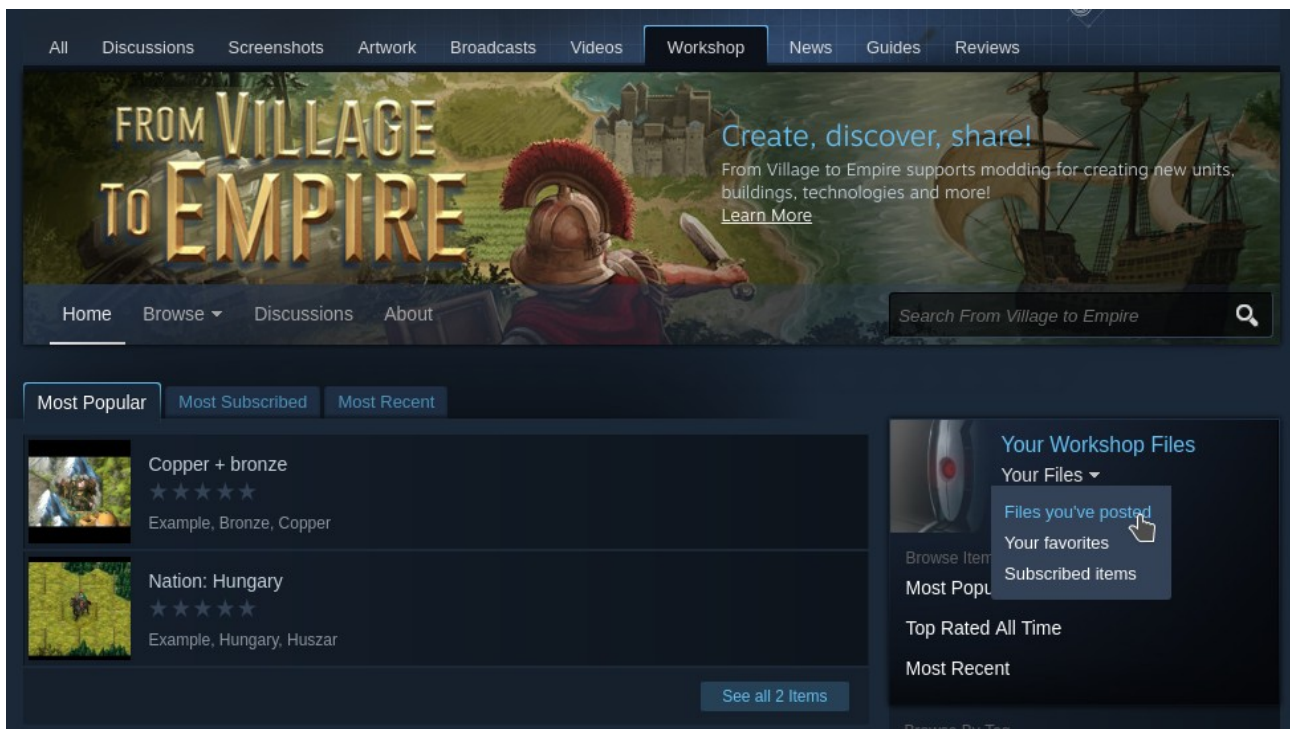 All Discussions Screenshots Artwork Broadcasts Videos Workshop News Guides Reviews
FROM VILLAGE
TO EMPIRE
Create, discover, share!
From Village to Empire supports modding for creating new units,
buildings, technologies and more!
Learn More
Home Browse Discussions About
Search From Village to Empire
Most Popular Most Subscribed Most Recent
Copper + bronze
Example, Bronze, Copper
Nation: Hungary
Example, Hungary, Huszar
See all 2 Items
Your Workshop Files
Your Files
Files you've posted
Your favorites
Subscribed items
Browse Item
Most Popu
Top Rated All Time
Most Recent